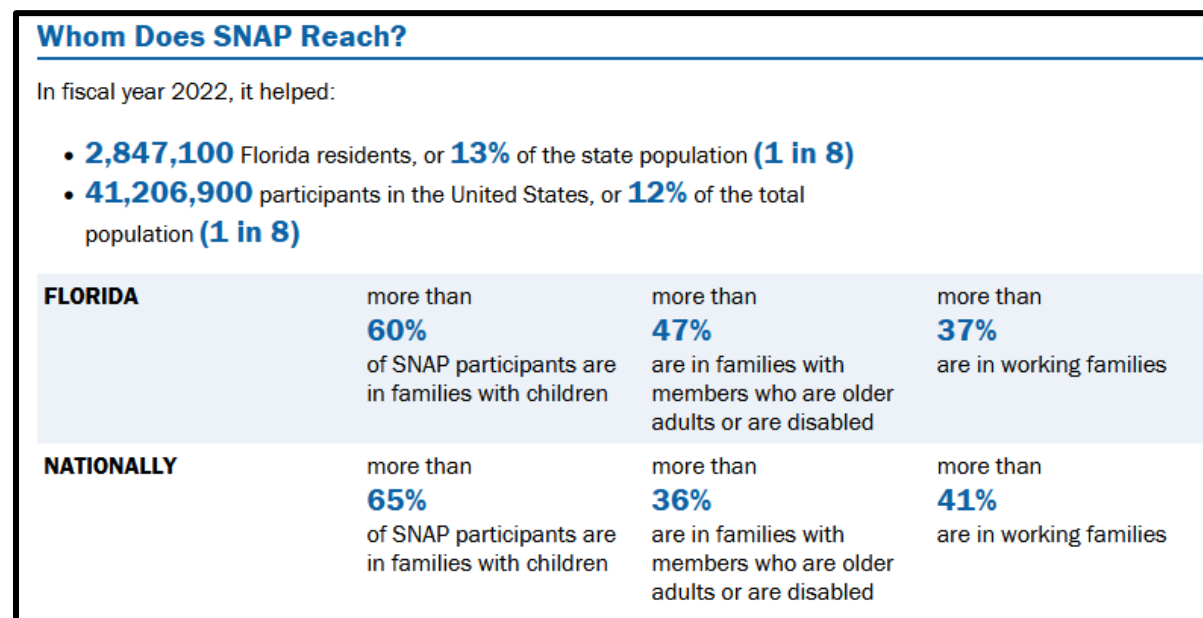 Whom Does SNAP Reach?
In fiscal year 2022, it helped:
• 2,847,100 Florida residents, or 13% of the state population (1 in 8)
• 41,206,900 participants in the United States, or 12% of the total
population (1 in 8)
FLORIDA
more than
60%
of SNAP participants are
in families with children
more than
47%
are in families with
members who are older
adults or are disabled
more than
37%
are in working families
NATIONALLY
more than
65%
of SNAP participants are
in families with children
more than
36%
are in families with
members who are older
adults or are disabled
more than
41%
are in working families